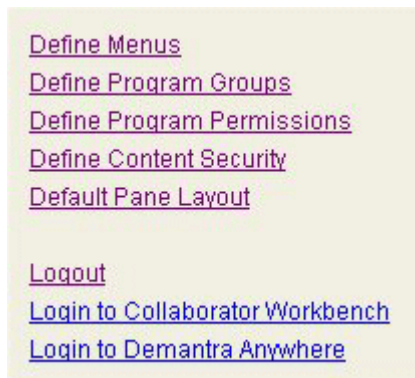 Define Menus
Define Program Groups
Define Program Permissions
Define Content Security
Default Pane Layout
Logout
Login to Collaborator Workbench
Login to Demantra Anywhere